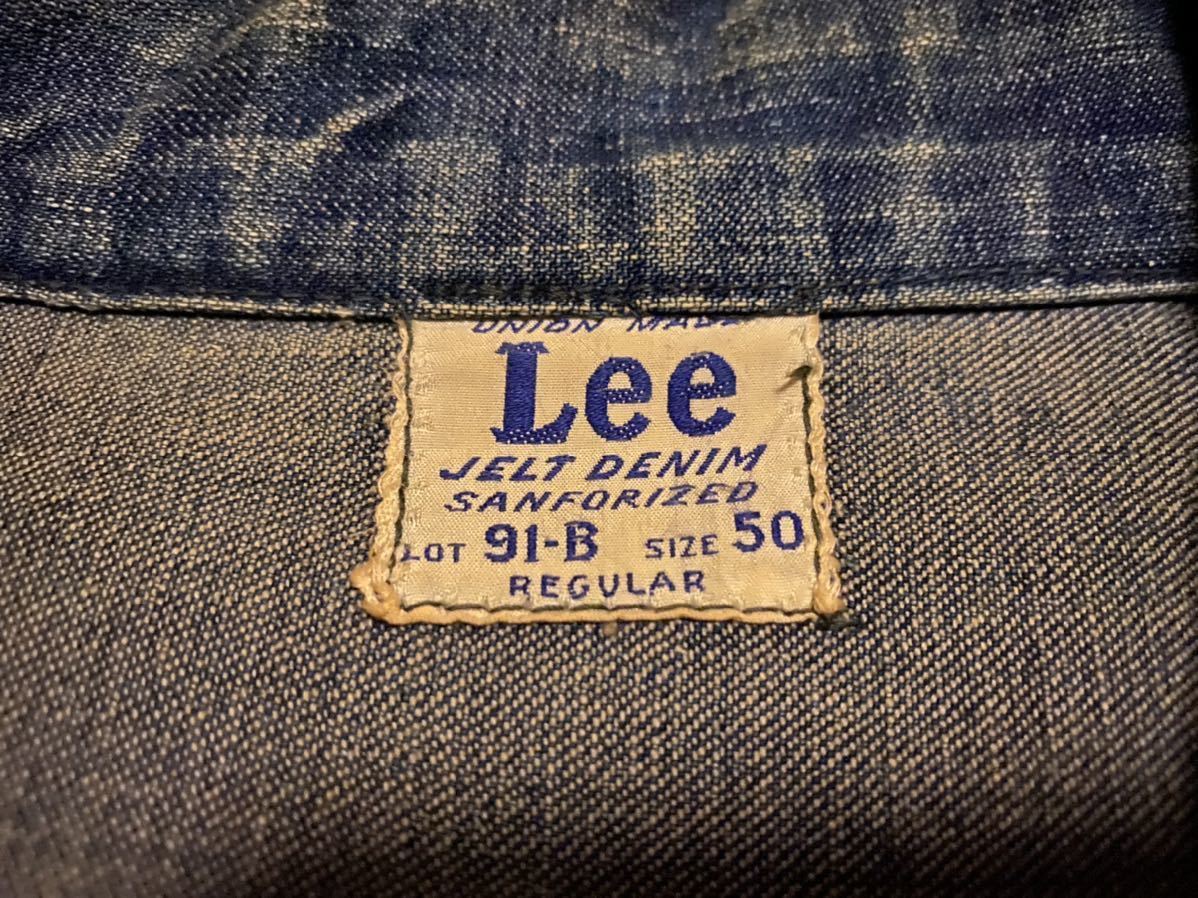 UNION MADE
Lee
JELT DENIM
SANFORIZED
LOT 91-B SIZE 50
REGULAR